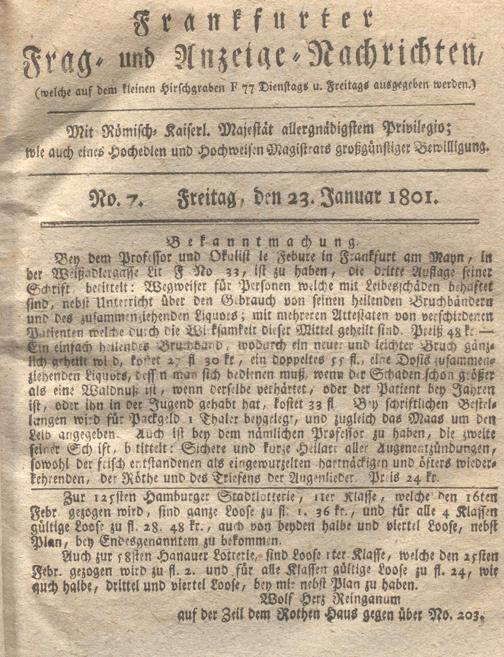 Frankfurter
Frag- und Anzeige-Nachrichten,
(welche auf dem kleinen Hirschgraben F 77 Dienstags u. Freitags ausgegeben werden.)
Mit Römisch-Kaiserl. Majestät allergnädigstem Privilegio;
wie auch eines Hochedlen und Hochweisen Magistrats großgünstiger Bewilligung.
No. 7. Freitag, den 23. Januar 1801.
Bekanntmachung
Bey dem Professor und Okulist le Febure in Frankfurt am Mayn, in
der Weißadlergasse Lit F No 33, ist zu haben, die dritte Auflage seiner
Schrift betittelt: Wegweiser für Personen welche mit Leibesschäden behaftet
sind, nebst Unterricht über den Gebrauch von seinen heilenden Bruchbändern
und des zusammenziehenden Liquors; mit mehreren Attestaten von verschiedenen
Patienten welche durch die Wirksamkeit dieser Mittel geheilt sind. Preiß 48 kr. —
Ein einfach heilendes Bruchband, wodurch ein neuer und leichter Bruch gänz-
lich geheilt wird, kostet 27 fl 30 kr, ein doppeltes 55 fl., eine Dosis zusammen-
ziehenden Liquors, dessen man sich bedienen muß, wenn der Schaden schon größer
als eine Waldnuß ist, wenn derselbe verhärtet, oder der Patient bey Jahren
ist, oder ihn in der Jugend gehabt hat, kostet 33 fl Bey schriftlichen Bestel-
lungen wird für Packgeld 1 Thaler beygelegt, und zugleich das Maas um den
Leib angegeben. Auch ist bey dem nämlichen Professor zu haben, die zweite
seiner Schrift, betittelt: Sichere und kurze Heilart aller Augenentzündungen,
sowohl der frisch entstandenen als eingewurzelten hartnäckigen und öfters wieder-
kehrenden, der Röthe und des Triefens der Augenlieder. Preis 24 kr.
Zur 125sten Hamburger Stadtlotterie, 1ter Klasse, welche den 16ten
Febr gezogen wird, sind ganze Loose zu fl. 1. 36 kr., und für alle 4 Klassen
gültige Loose zu fl. 28. 48 kr., auch von beyden halbe und viertel Loose, nebst
Plan, bey Endesgenanntem zu bekommen.
Auch zur 58sten Hanauer Lotterie, sind Loose 1ter Klasse, welche den 25sten
Febr. gezogen wird zu fl. 2. und für alle Klassen gültige Loose zu fl. 24, wie
auch halbe, drittel und viertel Loose, bey mir nebst Plan zu haben.
Wolf Herz Reinganum
auf der Zeil dem Rothen Haus gegen über No. 203.